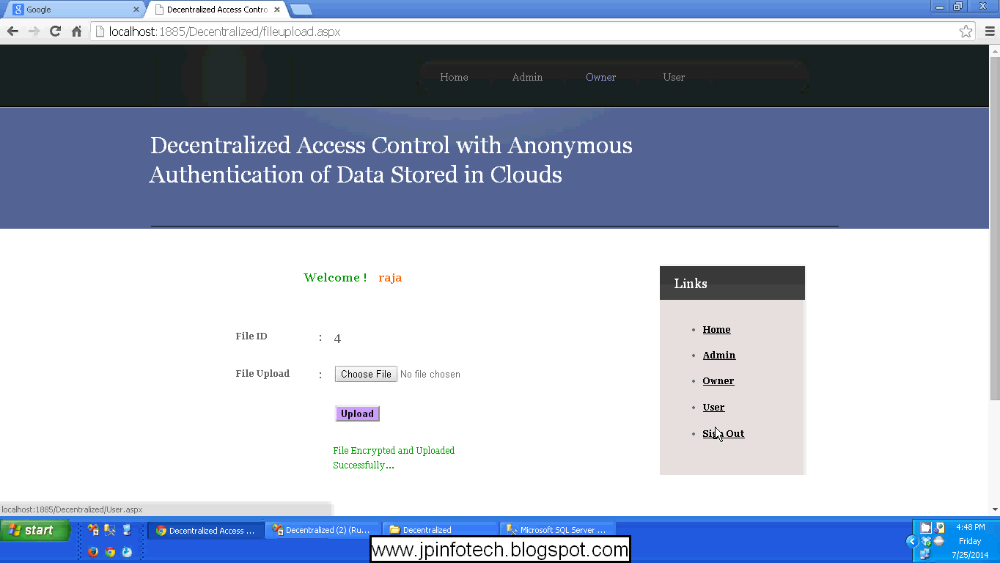 Google
Decentralized Access Contro
localhost:1885/Decentralized/fileupload.aspx
Home Admin Owner User
Decentralized Access Control with Anonymous
Authentication of Data Stored in Clouds
Welcome ! raja
File ID : 4
File Upload : Choose File No file chosen
Upload
File Encrypted and Uploaded
Successfully...
Links
Home
Admin
Owner
User
Sign Out
localhost:1885/Decentralized/User.aspx
start
Decentralized Access ...
Decentralized (2) (Ru...
Decentralized
Microsoft SQL Server ...
4:48 PM
Friday
7/25/2014
www.jpinfotech.blogspot.com